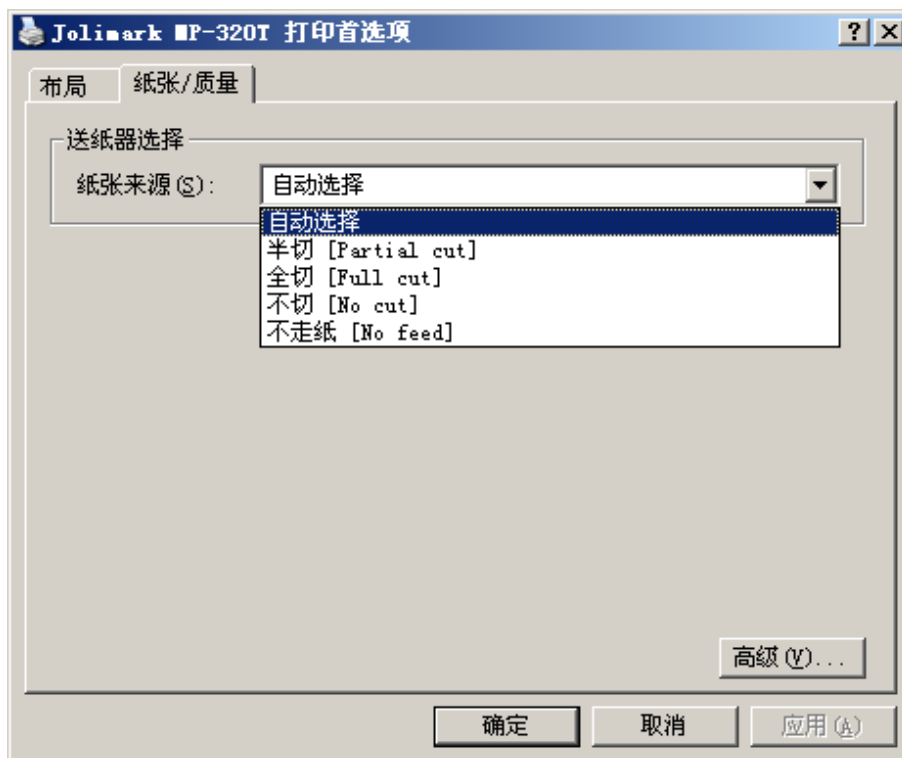 Jolimark MP-320T 打印首选项
布局
纸张/质量
送纸器选择
纸张来源(S):
自动选择
自动选择
半切 [Partial cut]
全切 [Full cut]
不切 [No cut]
不走纸 [No feed]
高级(V)...
确定
取消
应用(A)